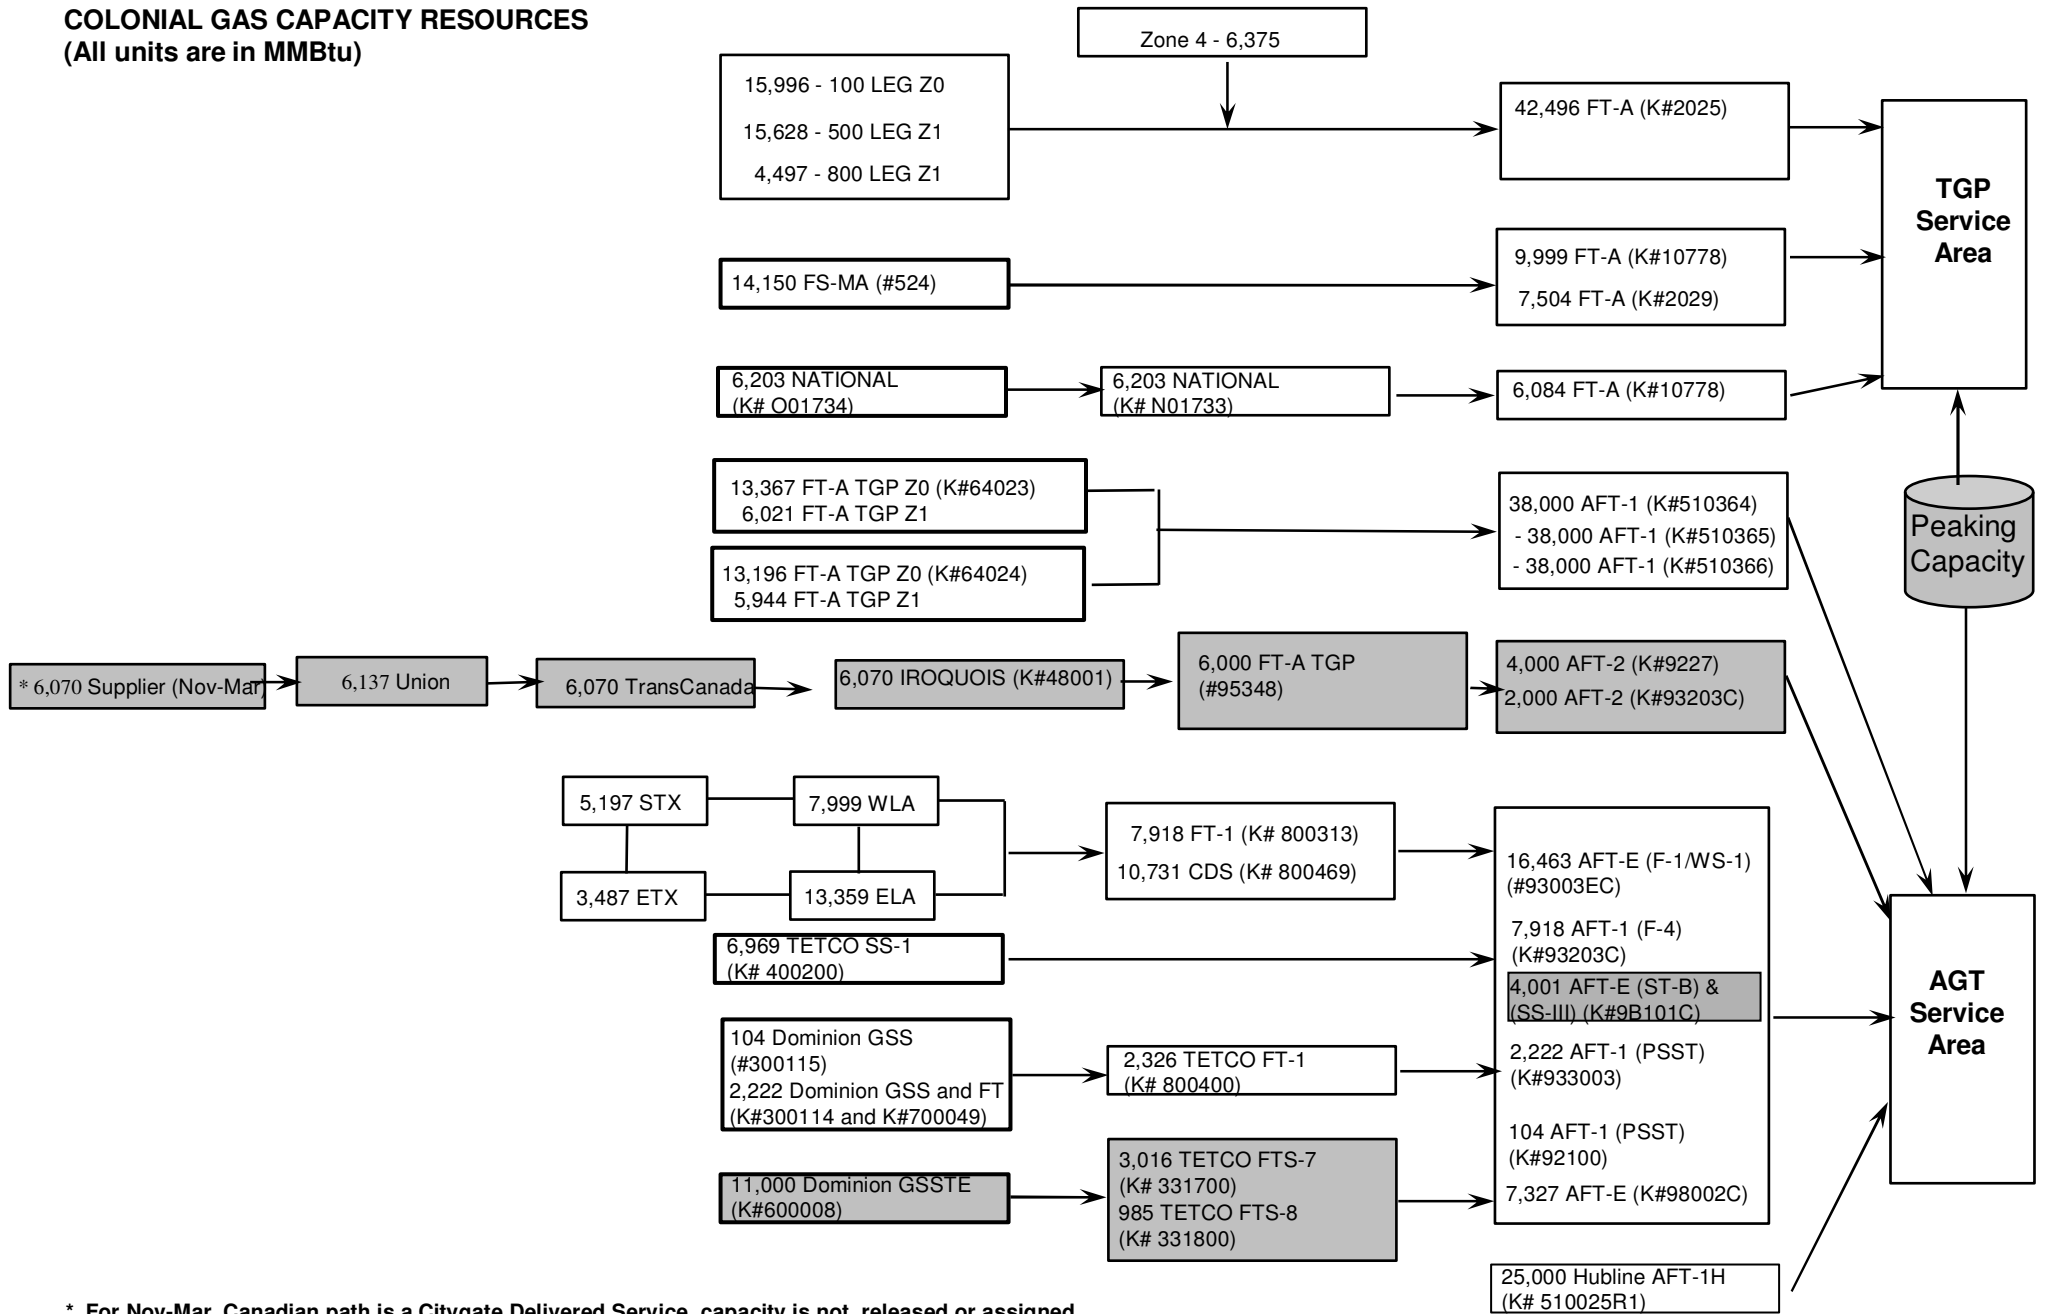 COLONIAL GAS CAPACITY RESOURCES
(All units are in MMBtu)
Zone 4 - 6,375
15,996 - 100 LEG Z0
15,628 - 500 LEG Z1
4,497 - 800 LEG Z1
42,496 FT-A (K#2025)
TGP
Service
Area
14,150 FS-MA (#524)
9,999 FT-A (K#10778)
7,504 FT-A (K#2029)
6,203 NATIONAL
(K# O01734)
6,203 NATIONAL
(K# N01733)
6,084 FT-A (K#10778)
13,367 FT-A TGP Z0 (K#64023)
6,021 FT-A TGP Z1
13,196 FT-A TGP Z0 (K#64024)
5,944 FT-A TGP Z1
38,000 AFT-1 (K#510364)
- 38,000 AFT-1 (K#510365)
- 38,000 AFT-1 (K#510366)
Peaking
Capacity
* 6,070 Supplier (Nov-Mar)
6,137 Union
6,070 TransCanada
6,070 IROQUOIS (K#48001)
6,000 FT-A TGP
(#95348)
4,000 AFT-2 (K#9227)
2,000 AFT-2 (K#93203C)
5,197 STX
7,999 WLA
3,487 ETX
13,359 ELA
7,918 FT-1 (K# 800313)
10,731 CDS (K# 800469)
6,969 TETCO SS-1
(K# 400200)
104 Dominion GSS
(#300115)
2,222 Dominion GSS and FT
(K#300114 and K#700049)
2,326 TETCO FT-1
(K# 800400)
11,000 Dominion GSSTE
(K#600008)
3,016 TETCO FTS-7
(K# 331700)
985 TETCO FTS-8
(K# 331800)
16,463 AFT-E (F-1/WS-1)
(#93003EC)
7,918 AFT-1 (F-4)
(K#93203C)
4,001 AFT-E (ST-B) &
(SS-III) (K#9B101C)
2,222 AFT-1 (PSST)
(K#933003)
104 AFT-1 (PSST)
(K#92100)
7,327 AFT-E (K#98002C)
AGT
Service
Area
25,000 Hubline AFT-1H
(K# 510025R1)
* For Nov-Mar, Canadian path is a Citygate Delivered Service, capacity is not released or assigned